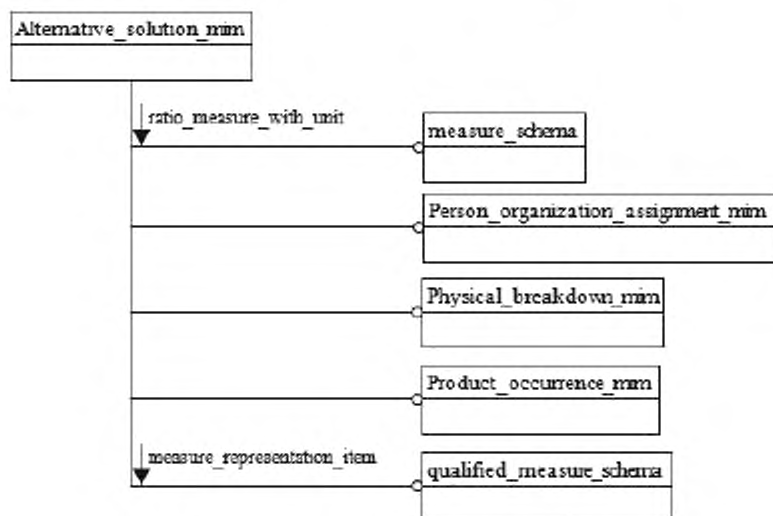 Alternative_solution_mim
ratio_measure_with_unit
measure_schema
Person_organization_assignment_mim
Physical_breakdown_mim
Product_occurrence_mim
measure_representation_item
qualified_measure_schema